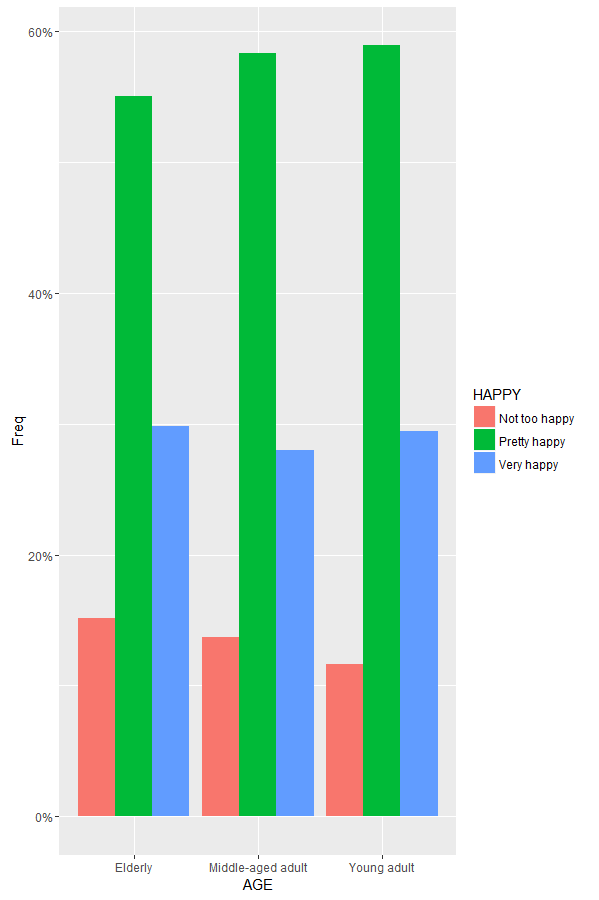 60%
40%
20%
0%
Freq
Elderly
Middle-aged adult
Young adult
AGE
HAPPY
Not too happy
Pretty happy
Very happy